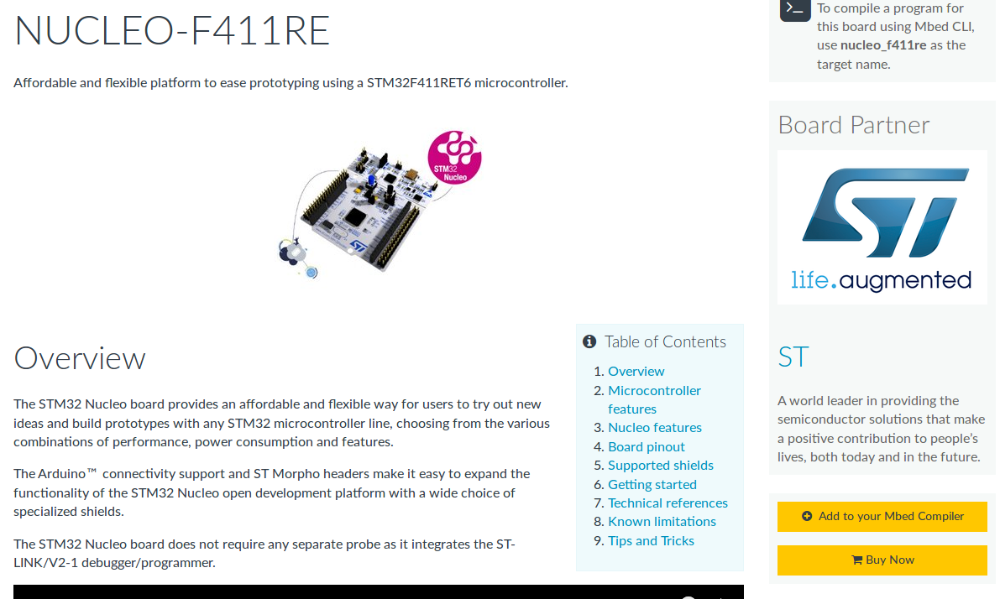 NUCLEO-F411RE
Affordable and flexible platform to ease prototyping using a STM32F411RET6 microcontroller.
STM32
Nucleo
ST
Overview
The STM32 Nucleo board provides an affordable and flexible way for users to try out new
ideas and build prototypes with any STM32 microcontroller line, choosing from the various
combinations of performance, power consumption and features.
The Arduino™ connectivity support and ST Morpho headers make it easy to expand the
functionality of the STM32 Nucleo open development platform with a wide choice of
specialized shields.
The STM32 Nucleo board does not require any separate probe as it integrates the ST-
LINK/V2-1 debugger/programmer.
Table of Contents
1. Overview
2. Microcontroller
features
3. Nucleo features
4. Board pinout
5. Supported shields
6. Getting started
7. Technical references
8. Known limitations
9. Tips and Tricks
To compile a program for
this board using Mbed CLI,
use nucleo_f411re as the
target name.
Board Partner
ST
life.augmented
ST
A world leader in providing the
semiconductor solutions that make
a positive contribution to people's
lives, both today and in the future.
Add to your Mbed Compiler
Buy Now